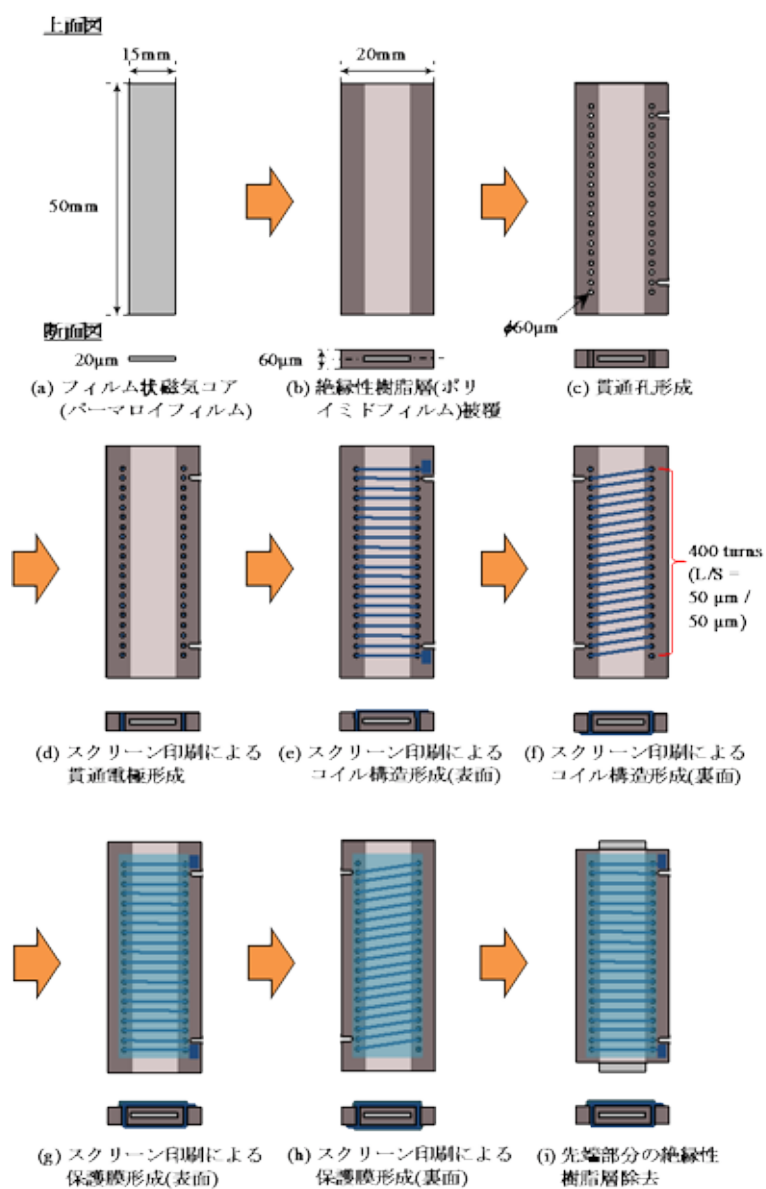 上面図
15mm
20mm
50mm
φ60μm
断面図
20μm
60μm
(a) フィルム状磁気コア
(パーマロイフィルム)
(b) 絶縁性樹脂層(ポリ
イミドフィルム)被覆
(c) 貫通孔形成
400 turns
(L/S =
50 μm /
50 μm)
(d) スクリーン印刷による
貫通電極形成
(e) スクリーン印刷による
コイル構造形成(表面)
(f) スクリーン印刷による
コイル構造形成(裏面)
(g) スクリーン印刷による
保護膜形成(表面)
(h) スクリーン印刷による
保護膜形成(裏面)
(i) 先端部分の絶縁性
樹脂層除去